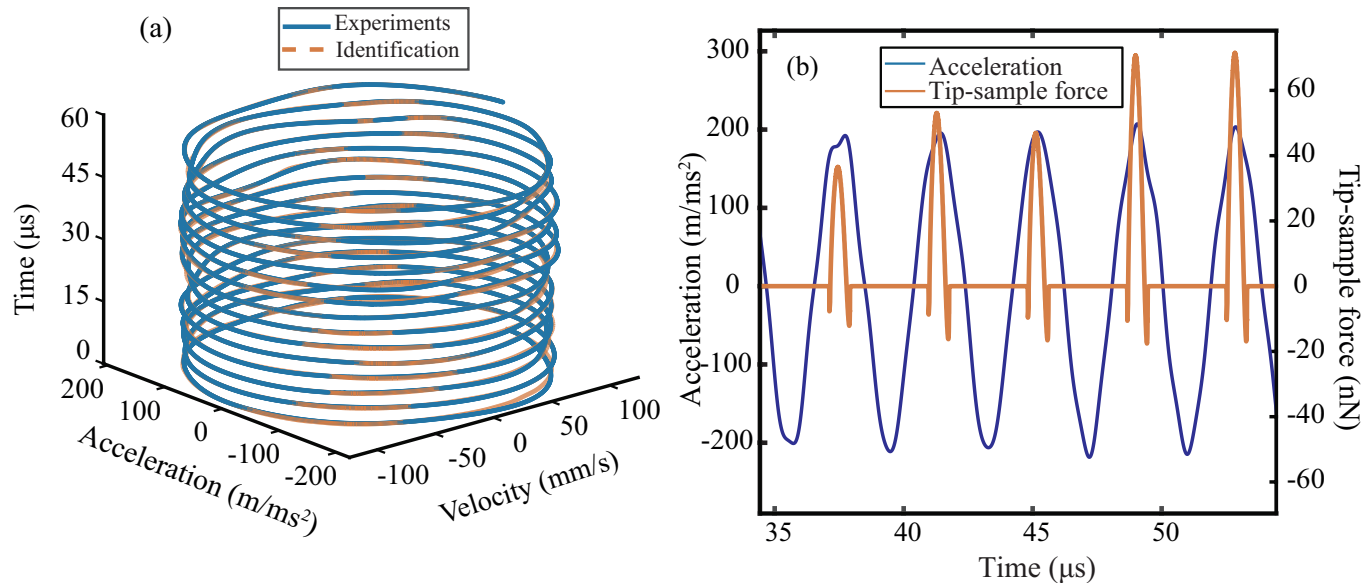 (a)
Experiments
Identification
60
45
30
15
0
Time (μs)
200
100
0
-100
-200
Acceleration (m/ms²)
-100
-50
0
50
100
Velocity (mm/s)
(b)
Acceleration
Tip-sample force
300
200
100
0
-100
-200
Acceleration (m/ms²)
60
40
20
0
-20
-40
-60
Tip-sample force (nN)
35
40
45
50
Time (μs)